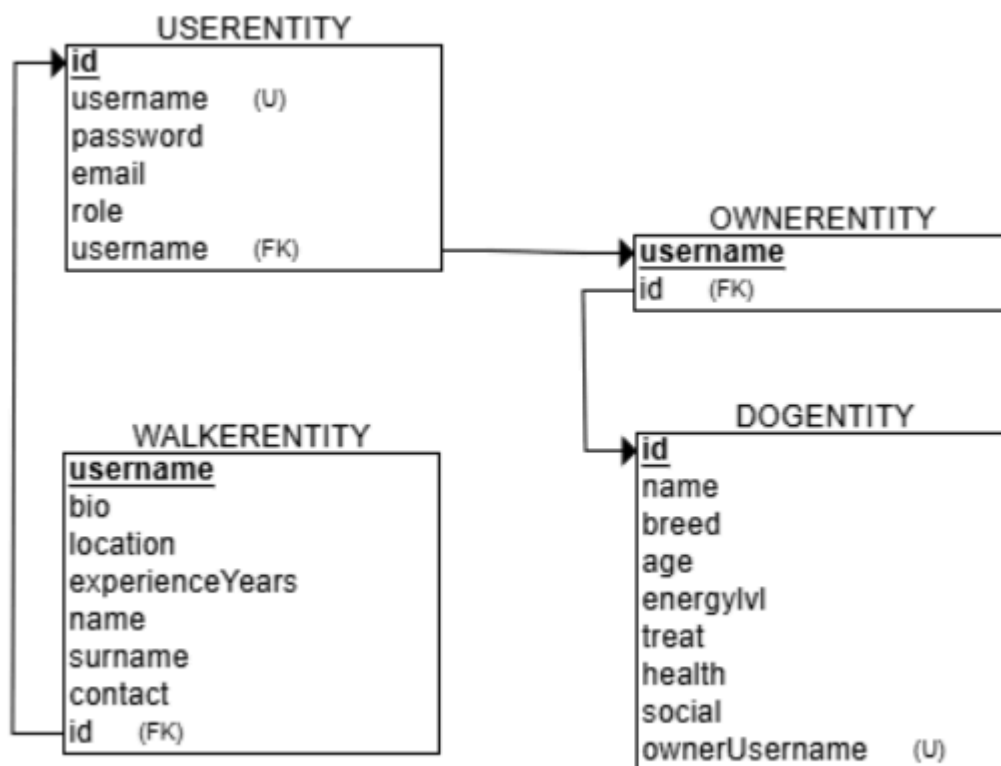 USERENTITY
id
username (U)
password
email
role
username (FK)
OWNERENTITY
username
id (FK)
WALKERENTITY
username
bio
location
experienceYears
name
surname
contact
id (FK)
DOGENTITY
id
name
breed
age
energylvl
treat
health
social
ownerUsername (U)